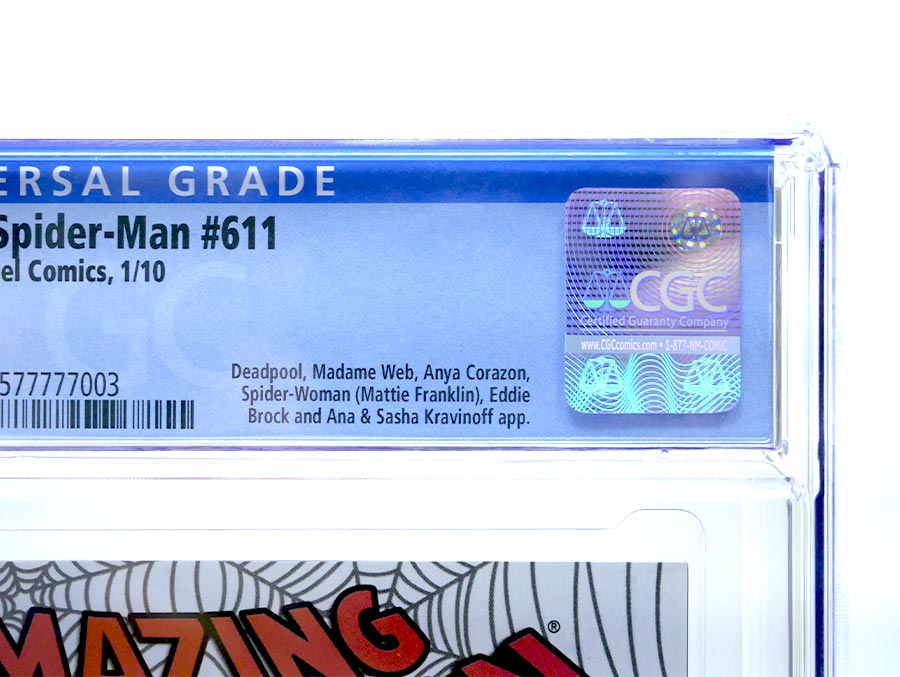 ERSAL GRADE
Spider-Man #611
el Comics, 1/10
577777003
Deadpool, Madame Web, Anya Corazon,
Spider-Woman (Mattie Franklin), Eddie
Brock and Ana & Sasha Kravinoff app.
CGC
CGC
Certified Guaranty Company
www.CGCcomics.com • 1-877-NM-COMIC
MAZING
®